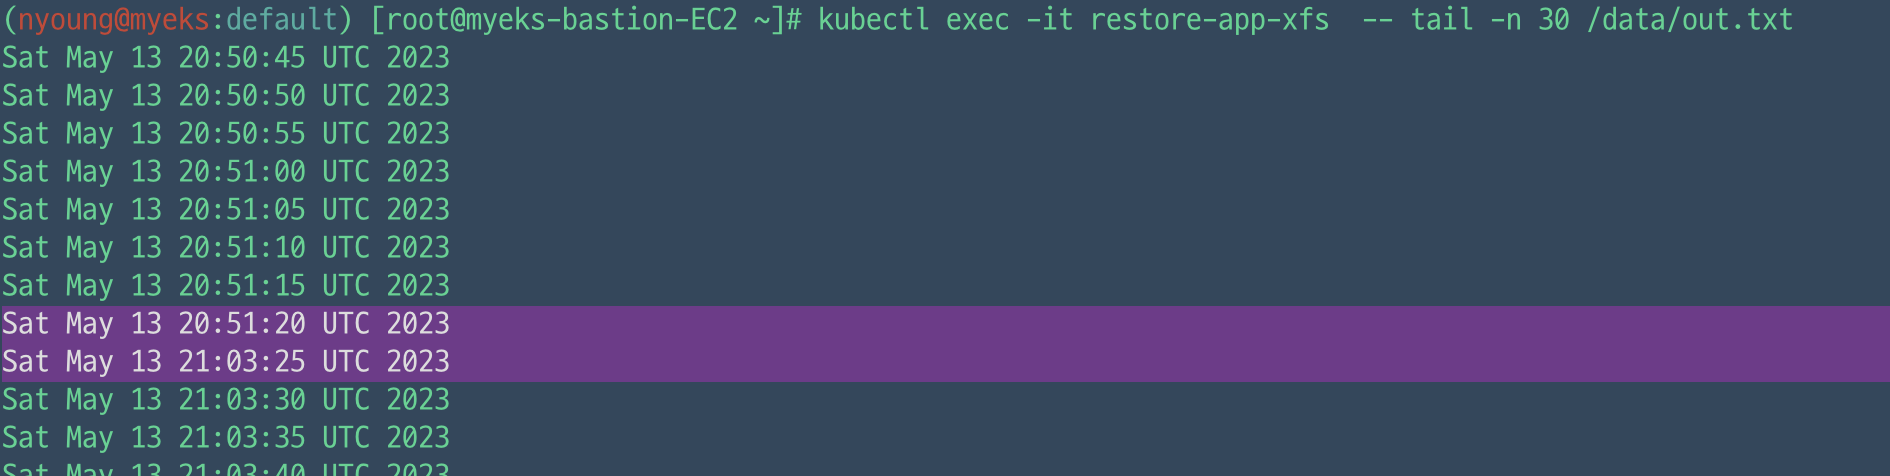 (nyoung@myeks:default) [root@myeks-bastion-EC2 ~]# kubectl exec -it restore-app-xfs  -- tail -n 30 /data/out.txt
Sat May 13 20:50:45 UTC 2023
Sat May 13 20:50:50 UTC 2023
Sat May 13 20:50:55 UTC 2023
Sat May 13 20:51:00 UTC 2023
Sat May 13 20:51:05 UTC 2023
Sat May 13 20:51:10 UTC 2023
Sat May 13 20:51:15 UTC 2023
Sat May 13 20:51:20 UTC 2023
Sat May 13 21:03:25 UTC 2023
Sat May 13 21:03:30 UTC 2023
Sat May 13 21:03:35 UTC 2023
Sat May 13 21:03:40 UTC 2023